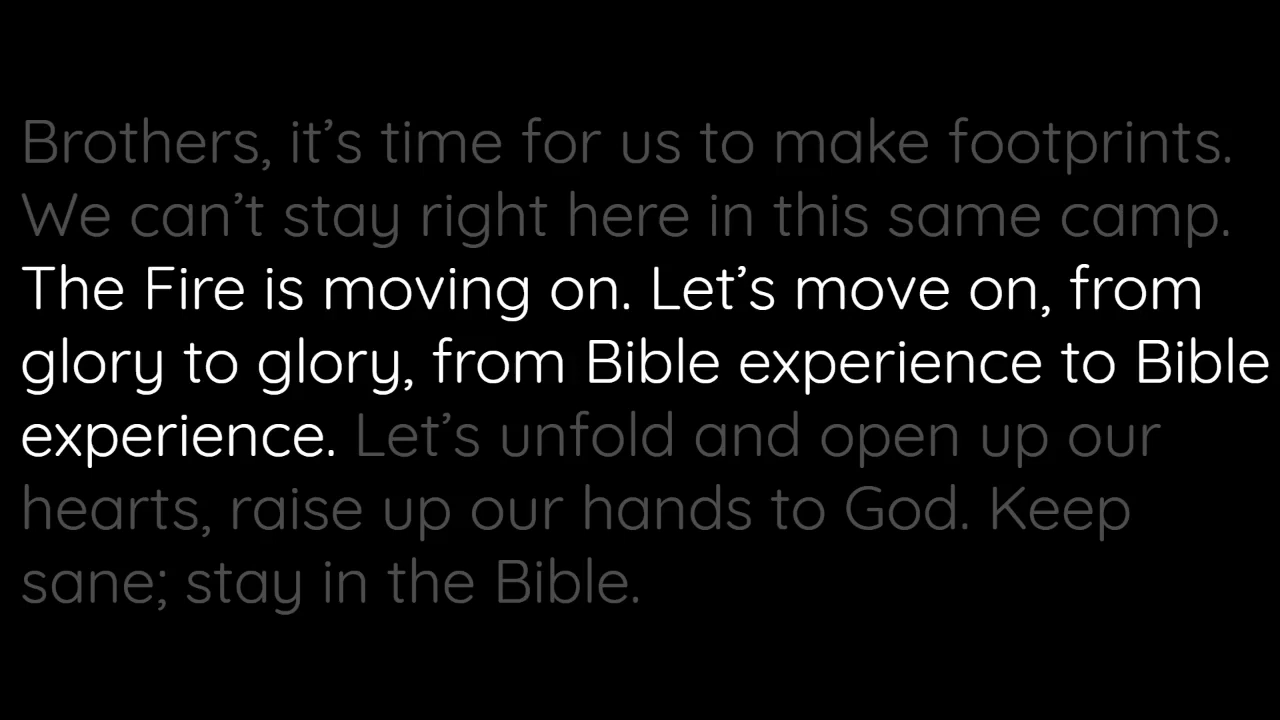 Brothers, it’s time for us to make footprints.
We can’t stay right here in this same camp.
The Fire is moving on. Let’s move on, from
glory to glory, from Bible experience to Bible
experience. Let’s unfold and open up our
hearts, raise up our hands to God. Keep
sane; stay in the Bible.